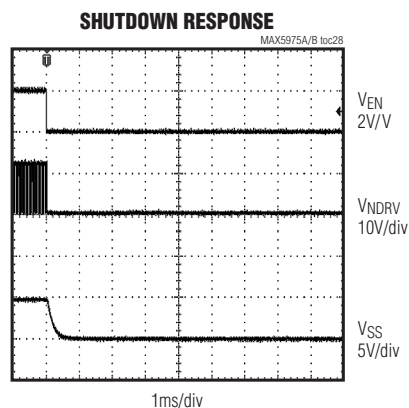 SHUTDOWN RESPONSE
MAX5975A/B toc28
T
VEN
2V/V
VNDRV
10V/div
VSS
5V/div
1ms/div